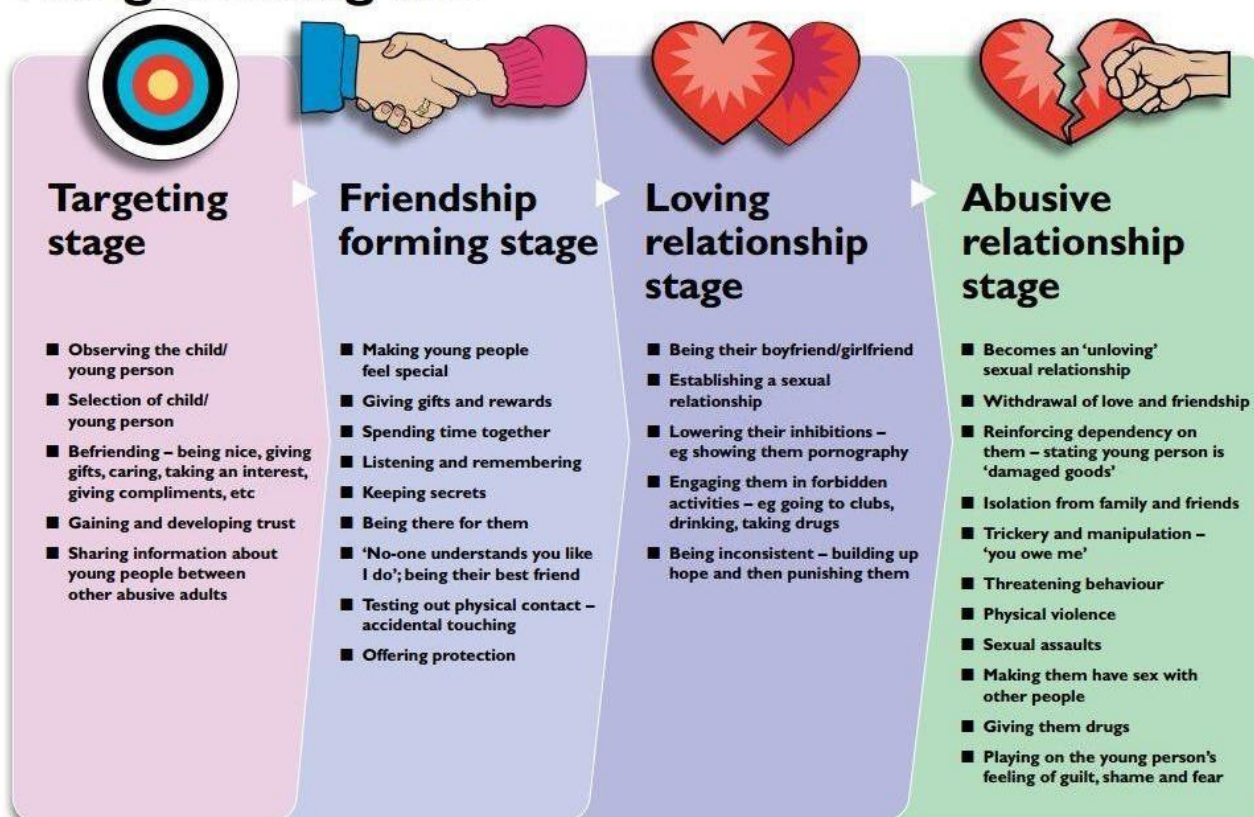 Targeting
stage
■ Observing the child/
young person
■ Selection of child/
young person
■ Befriending – being nice, giving
gifts, caring, taking an interest,
giving compliments, etc
■ Gaining and developing trust
■ Sharing information about
young people between
other abusive adults
Friendship
forming stage
■ Making young people
feel special
■ Giving gifts and rewards
■ Spending time together
■ Listening and remembering
■ Keeping secrets
■ Being there for them
■ ‘No-one understands you like
I do’; being their best friend
■ Testing out physical contact –
accidental touching
■ Offering protection
Loving
relationship
stage
■ Being their boyfriend/girlfriend
■ Establishing a sexual
relationship
■ Lowering their inhibitions –
eg showing them pornography
■ Engaging them in forbidden
activities – eg going to clubs,
drinking, taking drugs
■ Being inconsistent – building up
hope and then punishing them
Abusive
relationship
stage
■ Becomes an ‘unloving’
sexual relationship
■ Withdrawal of love and friendship
■ Reinforcing dependency on
them – stating young person is
‘damaged goods’
■ Isolation from family and friends
■ Trickery and manipulation –
‘you owe me’
■ Threatening behaviour
■ Physical violence
■ Sexual assaults
■ Making them have sex with
other people
■ Giving them drugs
■ Playing on the young person’s
feeling of guilt, shame and fear